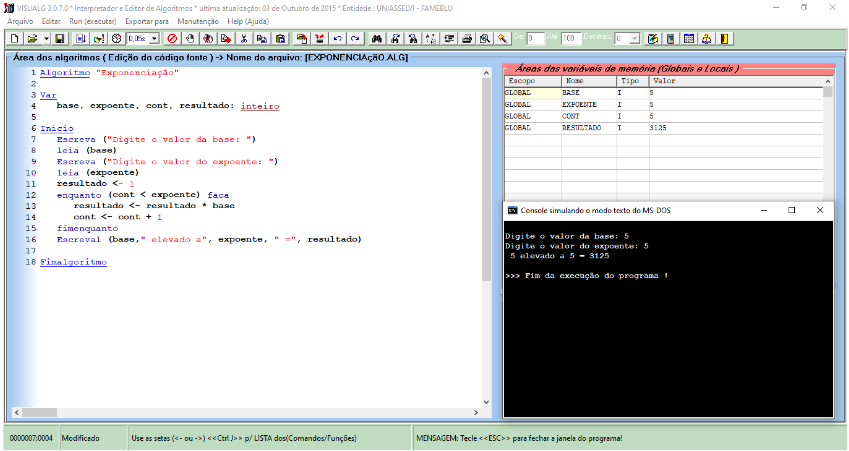 VISUALG 3.0.7.0 * Interpretador e Editor de Algoritmos * última atualização: 03 de Outubro de 2015 * Entidade : UNIASSELVI - FAMEBLU
Arquivo Editar Run (executar) Exportar para Manutenção Help (Ajuda)
De: 0 Até: 100 Decimais: 0
Área dos algoritmos ( Edição do código fonte ) -> Nome do arquivo: [EXPONENCIAÇÃO.ALG]
1 Algoritmo "Exponenciação"
2
3 Var
4 base, expoente, cont, resultado: inteiro
5
6 Inicio
7 Escreva ("Digite o valor da base: ")
8 leia (base)
9 Escreva ("Digite o valor do expoente: ")
10 leia (expoente)
11 resultado <- 1
12 enquanto (cont < expoente) faca
13 resultado <- resultado * base
14 cont <- cont + 1
15 fimenquanto
16 Escreval (base," elevado a", expoente, " =", resultado)
17
18 Fimalgoritmo
Áreas das variáveis de memória (Globais e Locais )
Escopo Nome Tipo Valor
GLOBAL BASE I 5
GLOBAL EXPOENTE I 5
GLOBAL CONT I 5
GLOBAL RESULTADO I 3125
Console simulando o modo texto do MS-DOS
Digite o valor da base: 5
Digite o valor do expoente: 5
5 elevado a 5 = 3125
>>> Fim da execução do programa !
0000007:0004 Modificado Use as setas (<- ou ->) <<Ctrl J>> p/ LISTA dos(Comandos/Funções) MENSAGEM: Tecle <<ESC>> para fechar a janela do programa!